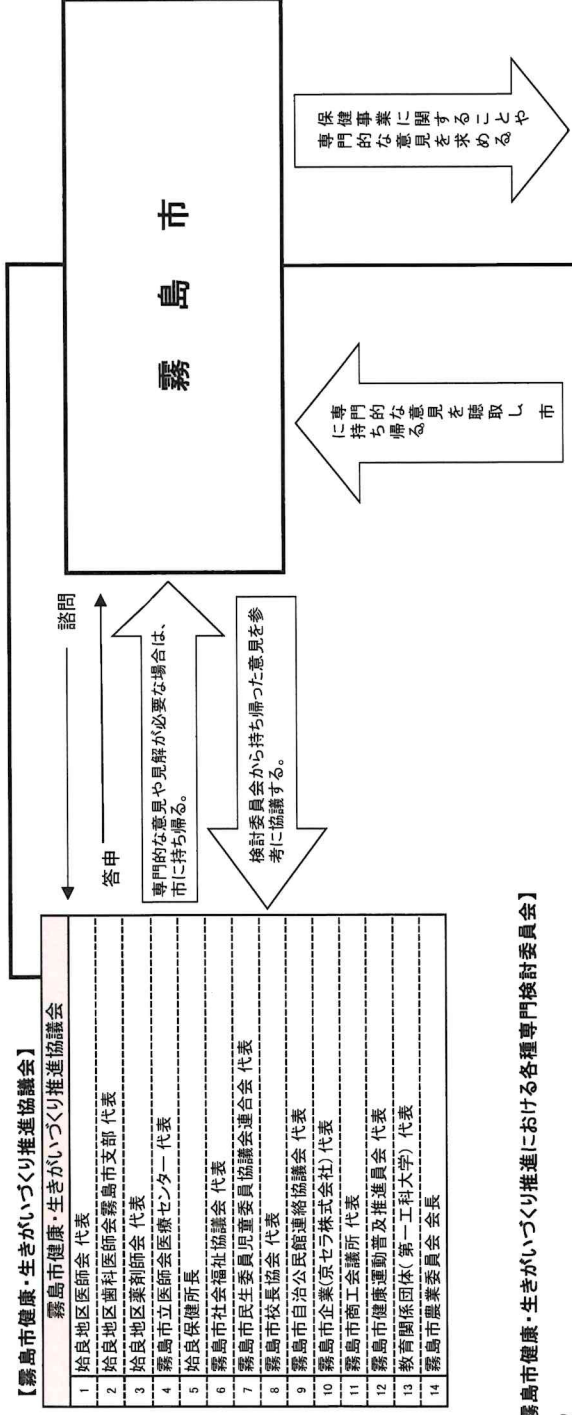 【霧島市健康・生きがいづくり推進協議会】
霧島市健康・生きがいづくり推進協議会
1 姶良地区医師会 代表
2 姶良地区歯科医師会霧島市支部 代表
3 姶良地区薬剤師会 代表
4 霧島市立医師会医療センター 代表
5 姶良保健所長
6 霧島市社会福祉協議会 代表
7 霧島市民生委員児童委員協議会連合会 代表
8 霧島市校長協会 代表
9 霧島市自治公民館連絡協議会 代表
10 霧島市企業(京セラ株式会社) 代表
11 霧島市商工会議所 代表
12 霧島市健康運動普及推進員会 代表
13 教育関係団体(第一工科大学) 代表
14 霧島市農業委員会 会長
諮問
答申
専門的な意見や見解が必要な場合は、
市に持ち帰る。
検討委員会から持ち帰った意見を参
考に協議する。
霧島市
専門的な意見を聴取し 市
に持ち帰る。
保健事業に関することや
専門的な意見を求める。
霧島市健康・生きがいづくり推進における各種専門検討委員会】